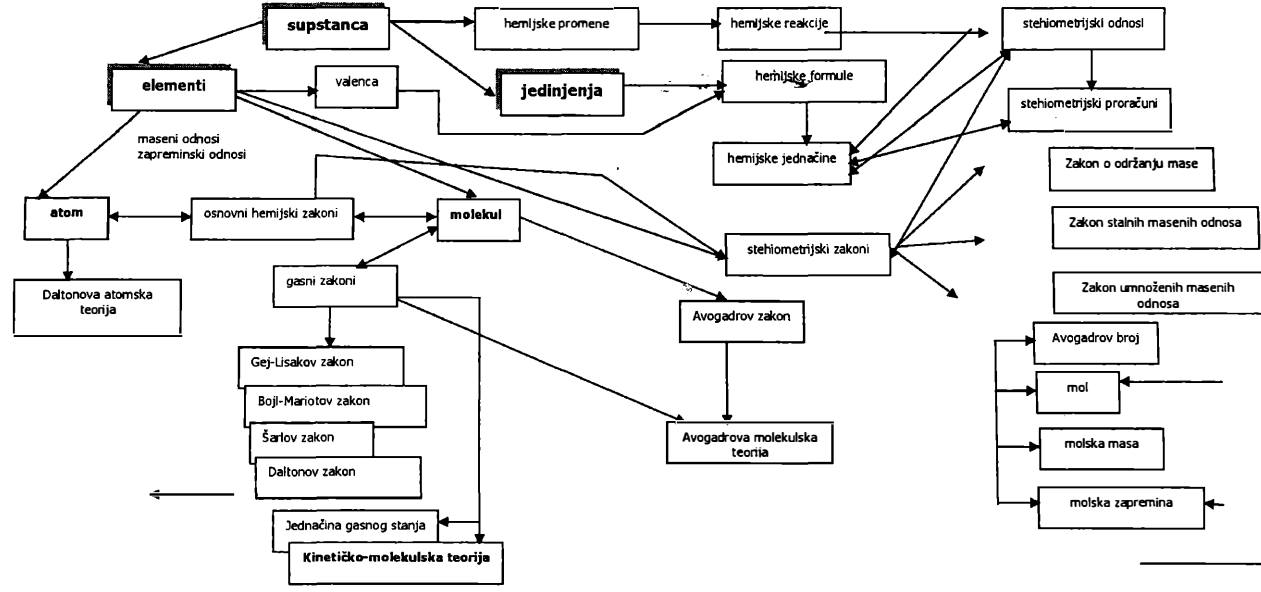 supstanca
hemijske promene
hemijske reakcije
stehiometrijski odnosi
elementi
valenca
jedinjenja
hemijske formule
stehiometrijski proračuni
maseni odnosi
zapreminski odnosi
hemijske jednačine
Zakon o održanju mase
atom
osnovni hemijski zakoni
molekul
Zakon stalnih masenih odnosa
stehiometrijski zakoni
Daltonova atomska
teorija
gasni zakoni
Zakon umnoženih masenih
odnosa
Avogadrov zakon
Avogadrov broj
Gej-Lisakov zakon
mol
Bojl-Mariotov zakon
Šarlov zakon
Avogadrova molekulska
teorija
molska masa
Daltonov zakon
molska zapremina
Jednačina gasnog stanja
Kinetičko-molekulska teorija